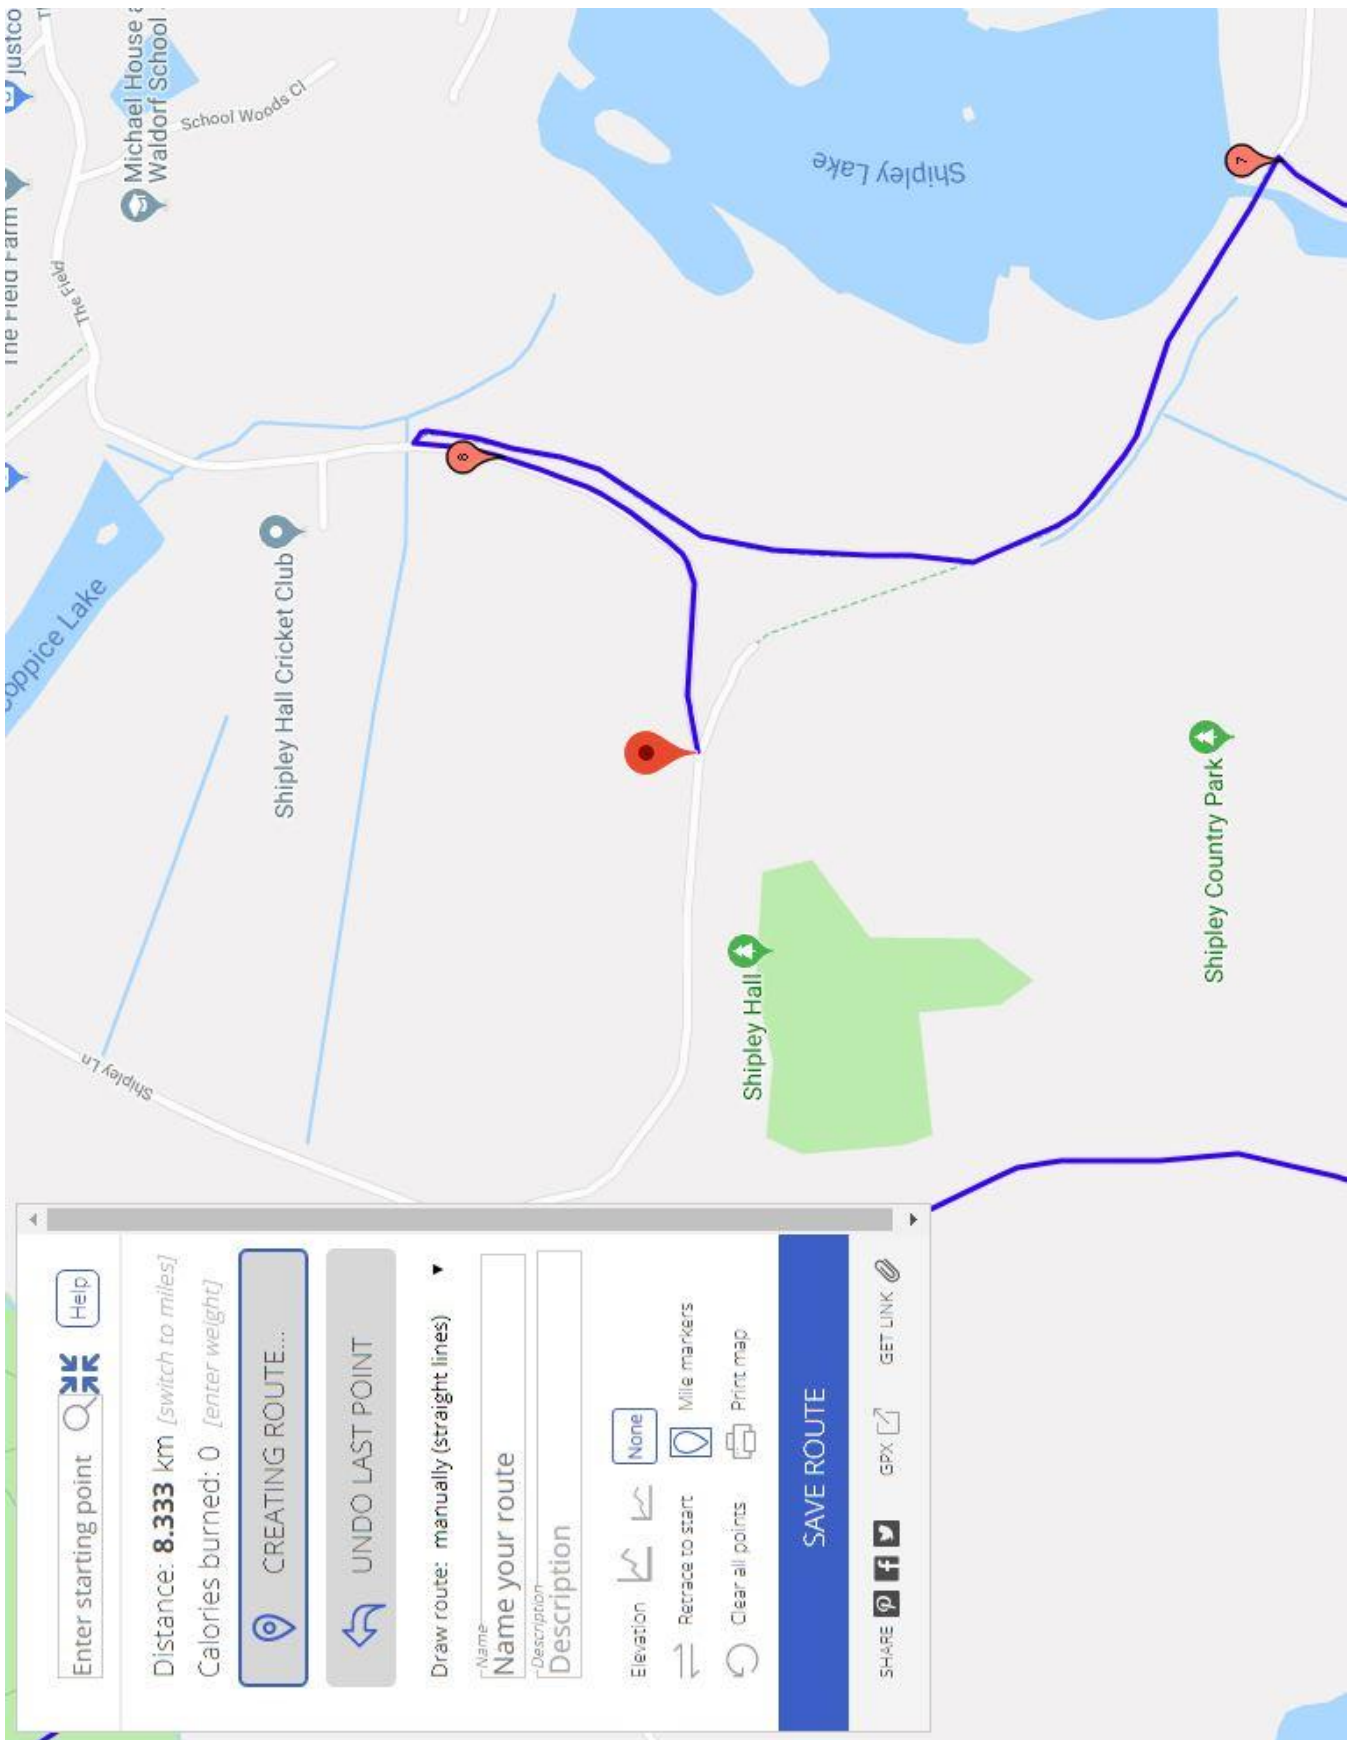 Enter starting point
Help
Distance: 8.333 km [switch to miles]
Calories burned: 0 [enter weight]
CREATING ROUTE...
UNDO LAST POINT
Draw route: manually (straight lines)
Name
Name your route
Description
Description
Elevation
None
Retrace to start
Mile markers
Clear all points
Print map
SAVE ROUTE
SHARE
GPX
GET LINK
Shipley Ln
oppice Lake
Shipley Hall Cricket Club
The Field Farm
The Field
justco
Michael House
Waldorf School
School Woods Cl
8
Shipley Lake
7
Shipley Hall
Shipley Country Park